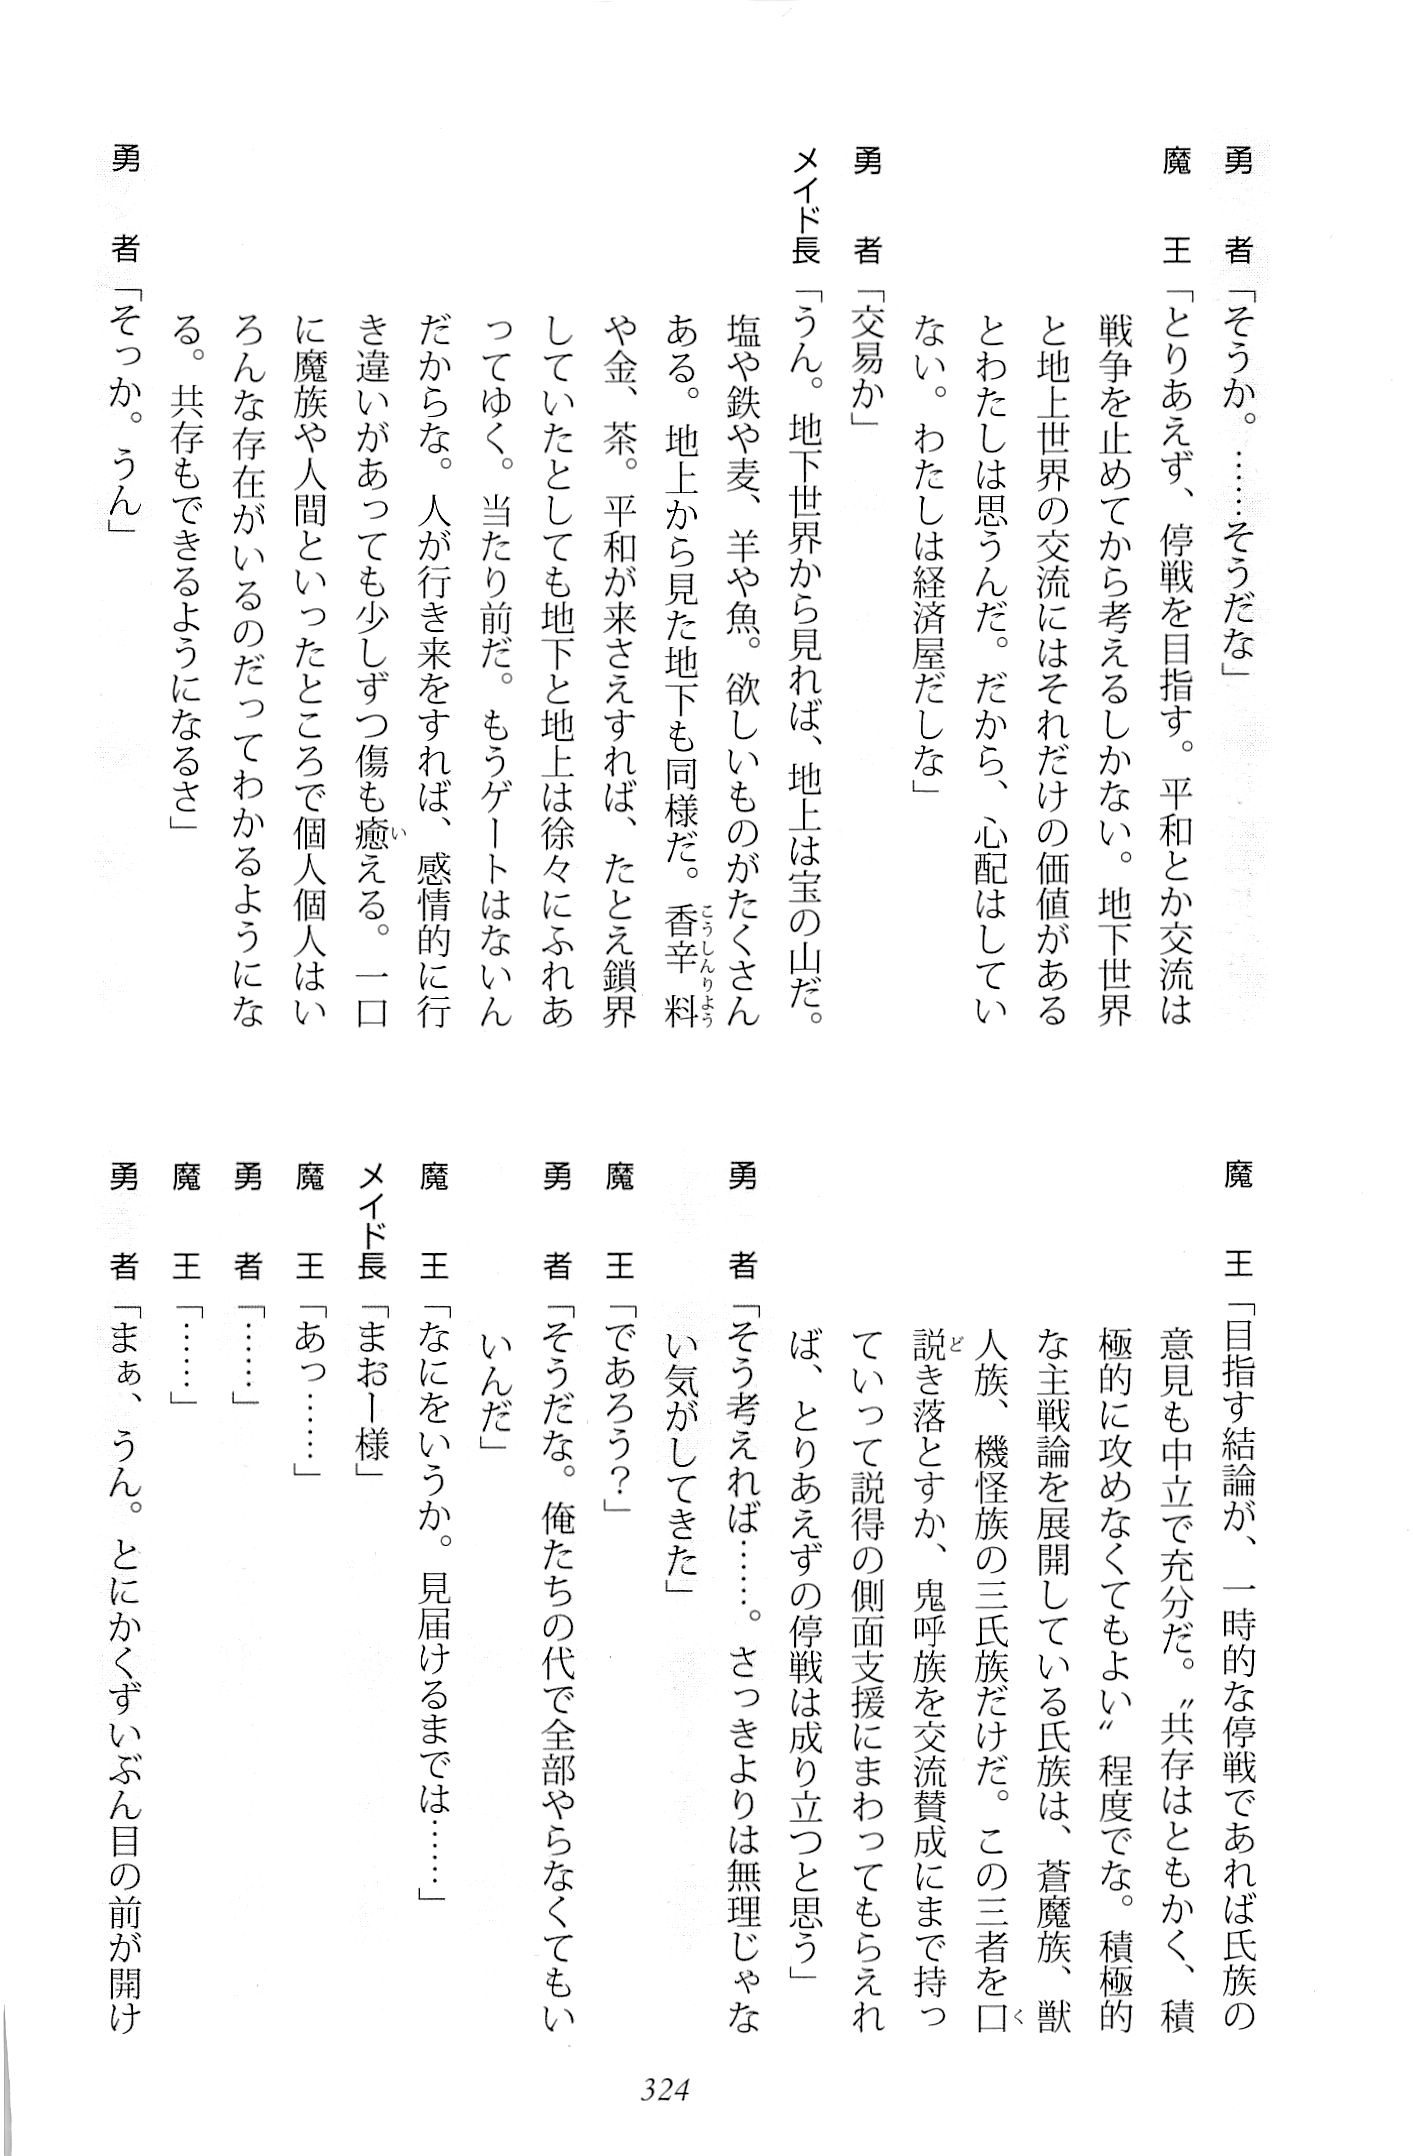 勇者「そうか。……そうだな」
魔王「とりあえず、停戦を目指す。平和とか交流は
戦争を止めてから考えるしかない。地下世界
と地上世界の交流にはそれだけの価値がある
とわたしは思うんだ。だから、心配はしてい
ない。わたしは経済屋だしな」
勇者「交易か」
メイド長「うん。地下世界から見れば、地上は宝の山だ。
塩や鉄や麦、羊や魚。欲しいものがたくさん
ある。地上から見た地下も同様だ。香辛料
や金、茶。平和が来さえすれば、たとえ鎖界
していたとしても地下と地上は徐々にふれあ
ってゆく。当たり前だ。もうゲートはないん
だからな。人が行き来をすれば、感情的に行
き違いがあっても少しずつ傷も癒える。一口
に魔族や人間といったところで個人個人はい
ろんな存在がいるのだってわかるようにな
る。共存もできるようになるさ」
勇者「そっか。うん」
魔王「目指す結論が、一時的な停戦であれば氏族の
意見も中立で充分だ。〝共存はともかく、積
極的に攻めなくてもよい〟程度でな。積極的
な主戦論を展開している氏族は、蒼魔族、獣
人族、機怪族の三氏族だけだ。この三者を口
説き落とすか、鬼呼族を交流賛成にまで持っ
ていって説得の側面支援にまわってもらえれ
ば、とりあえずの停戦は成り立つと思う」
勇者「そう考えれば……。さっきよりは無理じゃな
い気がしてきた」
魔王「であろう?」
勇者「そうだな。俺たちの代で全部やらなくてもい
いんだ」
魔王「なにをいうか。見届けるまでは……」
メイド長「まおー様」
魔王「あっ……」
勇者「……」
魔王「……」
勇者「まぁ、うん。とにかくずいぶん目の前が開け
324